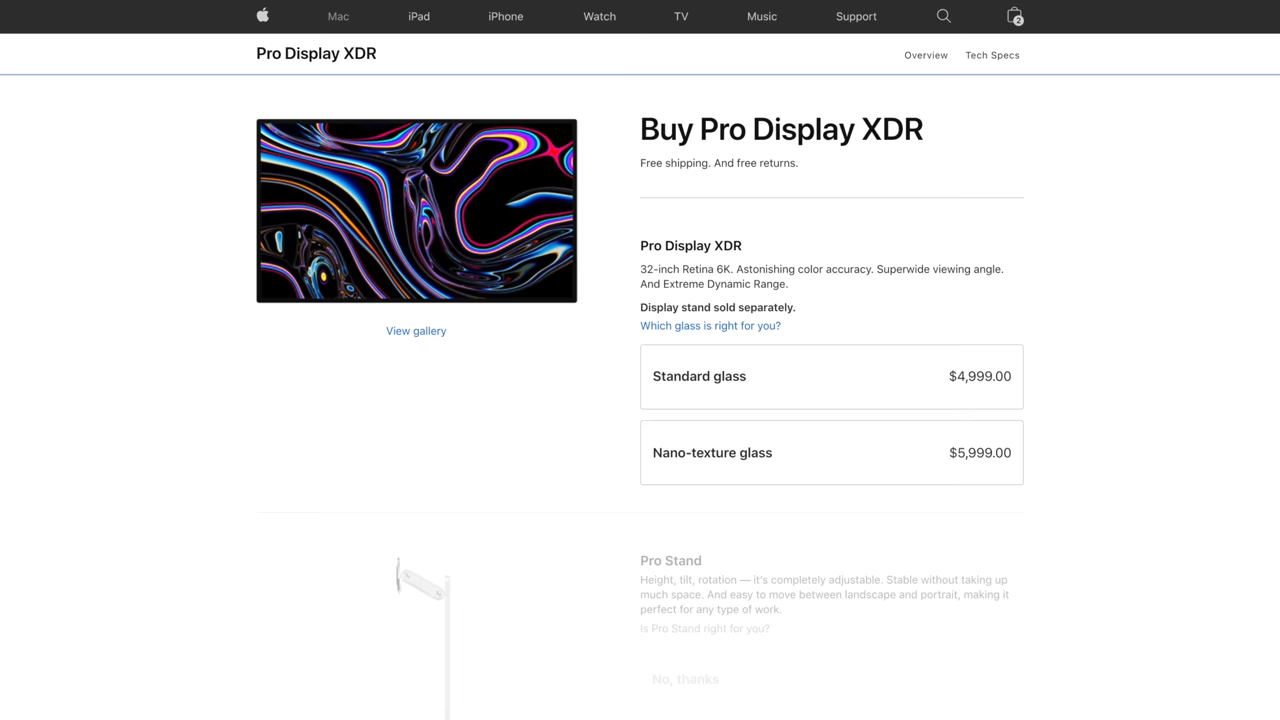 Mac
iPad
iPhone
Watch
TV
Music
Support
2
Pro Display XDR
Overview
Tech Specs
Buy Pro Display XDR
Free shipping. And free returns.
View gallery
Pro Display XDR
32-inch Retina 6K. Astonishing color accuracy. Superwide viewing angle.
And Extreme Dynamic Range.
Display stand sold separately.
Which glass is right for you?
Standard glass $4,999.00
Nano-texture glass $5,999.00
Pro Stand
Height, tilt, rotation — it's completely adjustable. Stable without taking up
much space. And easy to move between landscape and portrait, making it
perfect for any type of work.
Is Pro Stand right for you?
No, thanks